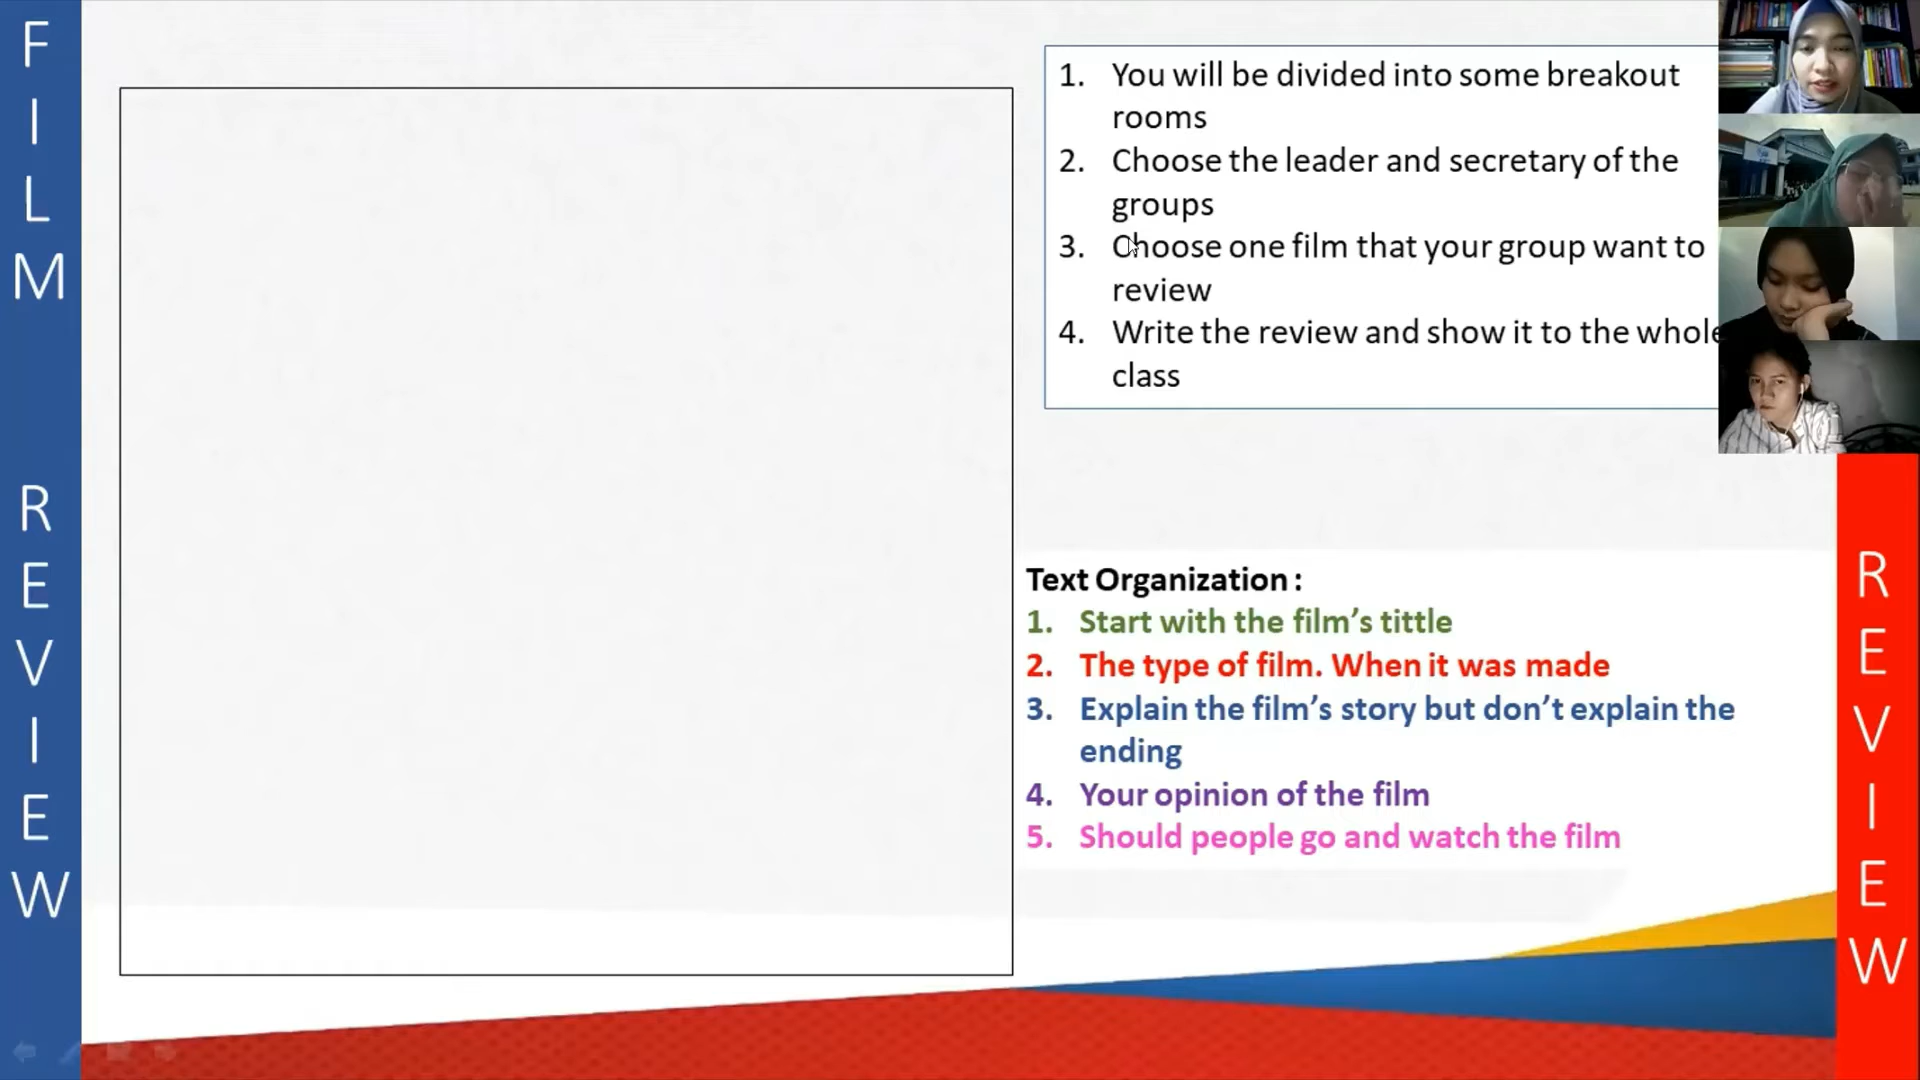 FILM REVIEW
1. You will be divided into some breakout
rooms
2. Choose the leader and secretary of the
groups
3. Choose one film that your group want to
review
4. Write the review and show it to the whole
class
Text Organization :
1. Start with the film’s tittle
2. The type of film. When it was made
3. Explain the film’s story but don’t explain the
ending
4. Your opinion of the film
5. Should people go and watch the film
REVIEW